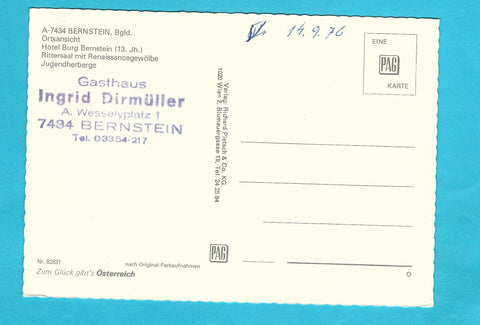 A-7434 BERNSTEIN, Bgld.
Ortsansicht
Hotel Burg Bernstein (13. Jh.)
Rittersaal mit Renaissancegewölbe
Jugendherberge
Gasthaus
Ingrid Dirmüller
A. Wesselyplatz 1
7434 BERNSTEIN
Tel. 03354-217
Nr. 82931
nach Original-Farbaufnahmen
Zum Glück gibt's Österreich
Verlag: Richard Pietsch & Co. KG.
1020 Wien 2, Blumauergasse 19, Tel. 24 25 84
PAG
14.9.76
EINE
PAG
KARTE
O